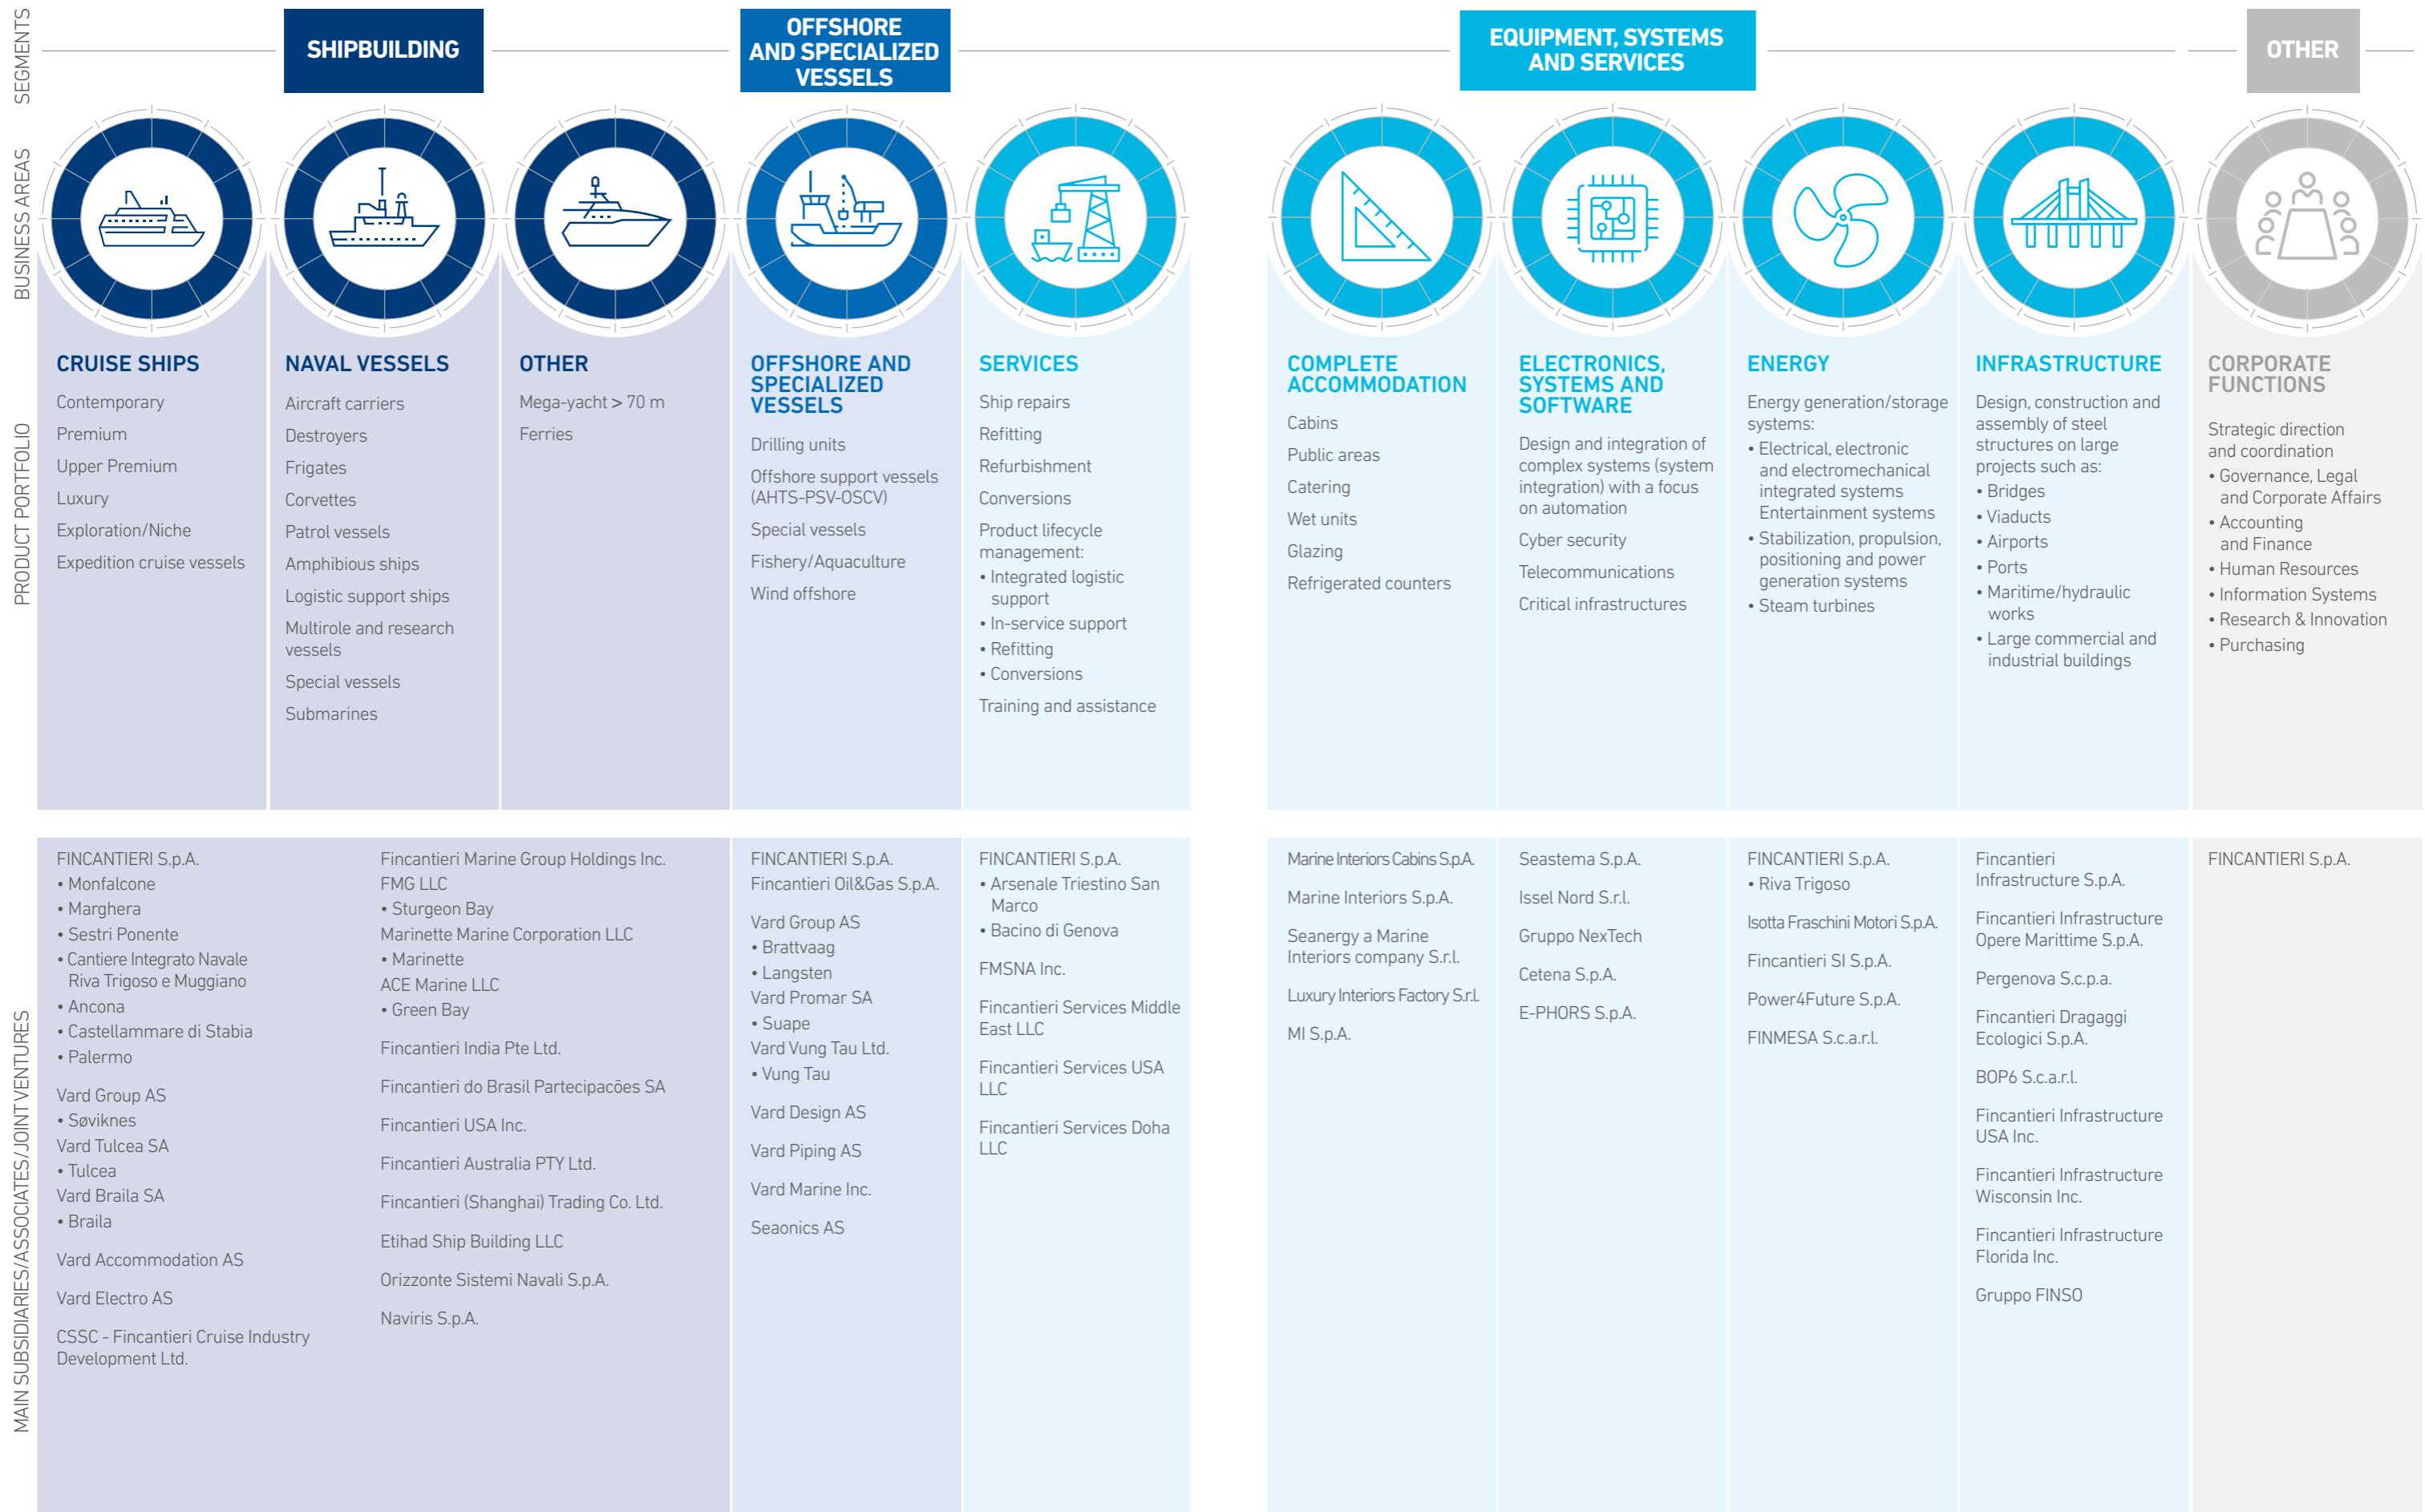 SEGMENTS
SHIPBUILDING
OFFSHORE
AND SPECIALIZED
VESSELS
EQUIPMENT, SYSTEMS
AND SERVICES
OTHER
BUSINESS AREAS
PRODUCT PORTFOLIO
CRUISE SHIPS
Contemporary
Premium
Upper Premium
Luxury
Exploration/Niche
Expedition cruise vessels
NAVAL VESSELS
Aircraft carriers
Destroyers
Frigates
Corvettes
Patrol vessels
Amphibious ships
Logistic support ships
Multirole and research
vessels
Special vessels
Submarines
OTHER
Mega-yacht > 70 m
Ferries
OFFSHORE AND
SPECIALIZED
VESSELS
Drilling units
Offshore support vessels
(AHTS-PSV-OSCV)
Special vessels
Fishery/Aquaculture
Wind offshore
SERVICES
Ship repairs
Refitting
Refurbishment
Conversions
Product lifecycle
management:
• Integrated logistic
support
• In-service support
• Refitting
• Conversions
Training and assistance
COMPLETE
ACCOMMODATION
Cabins
Public areas
Catering
Wet units
Glazing
Refrigerated counters
ELECTRONICS,
SYSTEMS AND
SOFTWARE
Design and integration of
complex systems (system
integration) with a focus
on automation
Cyber security
Telecommunications
Critical infrastructures
ENERGY
Energy generation/storage
systems:
• Electrical, electronic
and electromechanical
integrated systems
Entertainment systems
• Stabilization, propulsion,
positioning and power
generation systems
• Steam turbines
INFRASTRUCTURE
Design, construction and
assembly of steel
structures on large
projects such as:
• Bridges
• Viaducts
• Airports
• Ports
• Maritime/hydraulic
works
• Large commercial and
industrial buildings
CORPORATE
FUNCTIONS
Strategic direction
and coordination
• Governance, Legal
and Corporate Affairs
• Accounting
and Finance
• Human Resources
• Information Systems
• Research & Innovation
• Purchasing
MAIN SUBSIDIARIES/ASSOCIATES/JOINT VENTURES
FINCANTIERI S.p.A.
• Monfalcone
• Marghera
• Sestri Ponente
• Cantiere Integrato Navale
Riva Trigoso e Muggiano
• Ancona
• Castellammare di Stabia
• Palermo
Vard Group AS
• Søviknes
Vard Tulcea SA
• Tulcea
Vard Braila SA
• Braila
Vard Accommodation AS
Vard Electro AS
CSSC - Fincantieri Cruise Industry
Development Ltd.
Fincantieri Marine Group Holdings Inc.
FMG LLC
• Sturgeon Bay
Marinette Marine Corporation LLC
• Marinette
ACE Marine LLC
• Green Bay
Fincantieri India Pte Ltd.
Fincantieri do Brasil Partecipacões SA
Fincantieri USA Inc.
Fincantieri Australia PTY Ltd.
Fincantieri (Shanghai) Trading Co. Ltd.
Etihad Ship Building LLC
Orizzonte Sistemi Navali S.p.A.
Naviris S.p.A.
FINCANTIERI S.p.A.
Fincantieri Oil&Gas S.p.A.
Vard Group AS
• Brattvaag
• Langsten
Vard Promar SA
• Suape
Vard Vung Tau Ltd.
• Vung Tau
Vard Design AS
Vard Piping AS
Vard Marine Inc.
Seaonics AS
FINCANTIERI S.p.A.
• Arsenale Triestino San
Marco
• Bacino di Genova
FMSNA Inc.
Fincantieri Services Middle
East LLC
Fincantieri Services USA
LLC
Fincantieri Services Doha
LLC
Marine Interiors Cabins S.p.A.
Marine Interiors S.p.A.
Seanergy a Marine
Interiors company S.r.l.
Luxury Interiors Factory S.r.l.
MI S.p.A.
Seastema S.p.A.
Issel Nord S.r.l.
Gruppo NexTech
Cetena S.p.A.
E-PHORS S.p.A.
FINCANTIERI S.p.A.
• Riva Trigoso
Isotta Fraschini Motori S.p.A.
Fincantieri SI S.p.A.
Power4Future S.p.A.
FINMESA S.c.a.r.l.
Fincantieri
Infrastructure S.p.A.
Fincantieri Infrastructure
Opere Marittime S.p.A.
Pergenova S.c.p.a.
Fincantieri Dragaggi
Ecologici S.p.A.
BOP6 S.c.a.r.l.
Fincantieri Infrastructure
USA Inc.
Fincantieri Infrastructure
Wisconsin Inc.
Fincantieri Infrastructure
Florida Inc.
Gruppo FINSO
FINCANTIERI S.p.A.